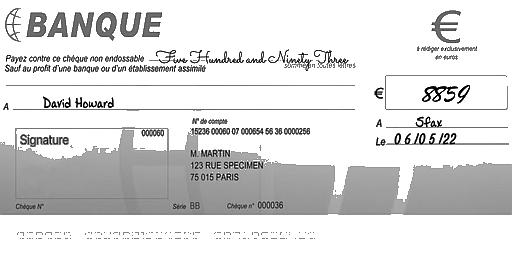 BANQUE
€
à rédiger exclusivement
en euros
Payez contre ce chéque non endossable Five Hundred and Ninety Three
Sauf au profit d'une banque ou d'un établissement assimilé
somme en toutes lettres
€ 8859
A David Howard
A Sfax
Le 06/05/22
Signature
000060
N° de compte
15236 00060 07 000654 56 36 0000256
M. MARTIN
123 RUE SPECIMEN
75 015 PARIS
Chèque N°
Série BB
Chèque n° 000036